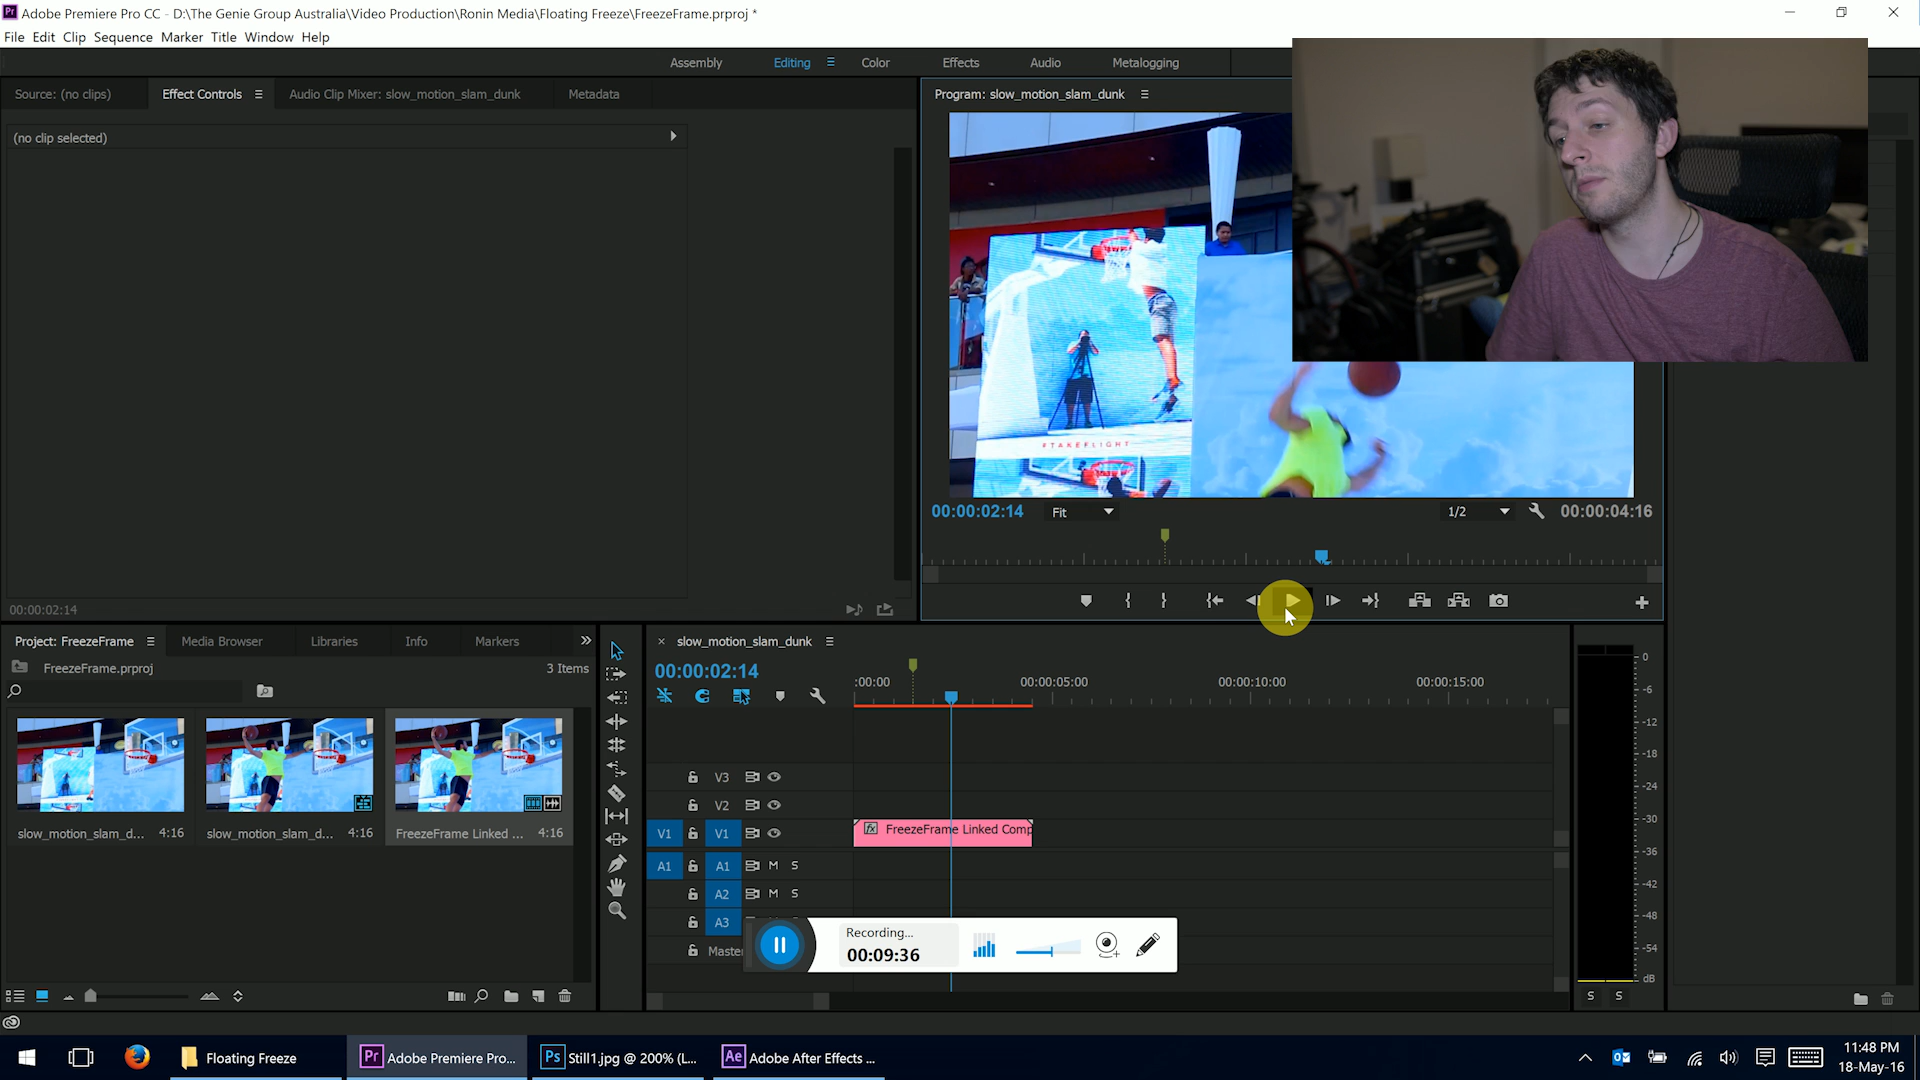 Pr Adobe Premiere Pro CC - D:\The Genie Group Australia\Video Production\Ronin Media\Floating Freeze\FreezeFrame.prproj *
File Edit Clip Sequence Marker Title Window Help
Assembly Editing Color Effects Audio Metalogging
Source: (no clips) Effect Controls Audio Clip Mixer: slow_motion_slam_dunk Metadata
Program: slow_motion_slam_dunk
(no clip selected)
#TAKEFLIGHT
00:00:02:14 Fit 1/2 00:00:04:16
00:00:02:14
Project: FreezeFrame Media Browser Libraries Info Markers
FreezeFrame.prproj 3 Items
slow_motion_slam_d... 4:16 slow_motion_slam_d... 4:16 FreezeFrame Linked ... 4:16
× slow_motion_slam_dunk
00:00:02:14
:00:00 00:00:05:00 00:00:10:00 00:00:15:00
V3
V2
V1 V1 fx FreezeFrame Linked Comp
A1 A1 M S
A2 M S
A3
Master
Recording...
00:09:36
0
-6
-12
-18
-24
-30
-36
-42
-48
-54
dB
S S
Floating Freeze
Pr Adobe Premiere Pro...
Ps Still1.jpg @ 200% (L...
Ae Adobe After Effects ...
11:48 PM
18-May-16